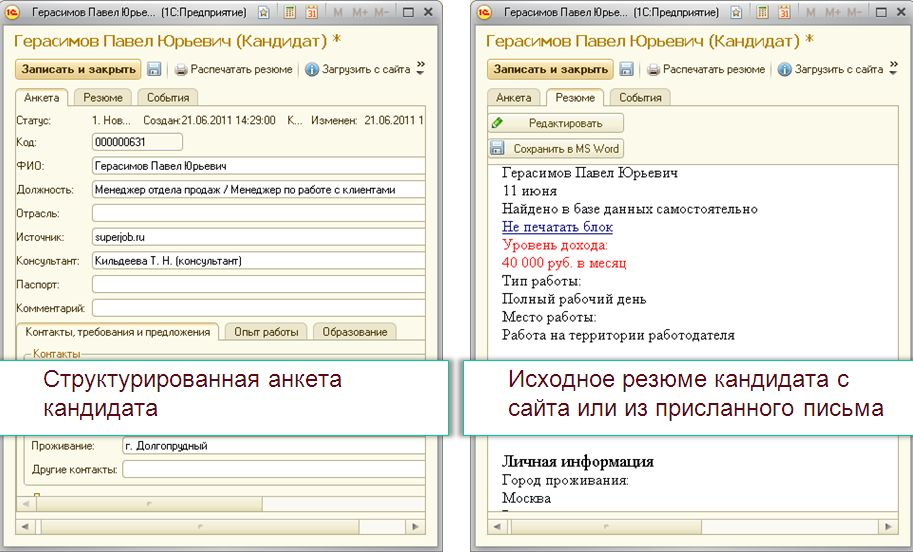 Герасимов Павел Юрье... (1С:Предприятие) M M+ M-
Герасимов Павел Юрьевич (Кандидат) *
Записать и закрыть Распечатать резюме Загрузить с сайта
Анкета Резюме События
Статус: 1. Нов... Создан: 21.06.2011 14:29:00 К... Изменен: 21.06.2011 1
Код: 000000631
ФИО: Герасимов Павел Юрьевич
Должность: Менеджер отдела продаж / Менеджер по работе с клиентами
Отрасль:
Источник: superjob.ru
Консультант: Кильдеева Т. Н. (консультант)
Паспорт:
Комментарий:
Контакты, требования и предложения Опыт работы Образование
Контакты
Структурированная анкета
кандидата
Проживание: г. Долгопрудный
Другие контакты:
Герасимов Павел Юрье... (1С:Предприятие) M M+ M-
Герасимов Павел Юрьевич (Кандидат) *
Записать и закрыть Распечатать резюме Загрузить с сайта
Анкета Резюме События
Редактировать
Сохранить в MS Word
Герасимов Павел Юрьевич
11 июня
Найдено в базе данных самостоятельно
Не печатать блок
Уровень дохода:
40 000 руб. в месяц
Тип работы:
Полный рабочий день
Место работы:
Работа на территории работодателя
Исходное резюме кандидата с
сайта или из присланного письма
Личная информация
Город проживания:
Москва